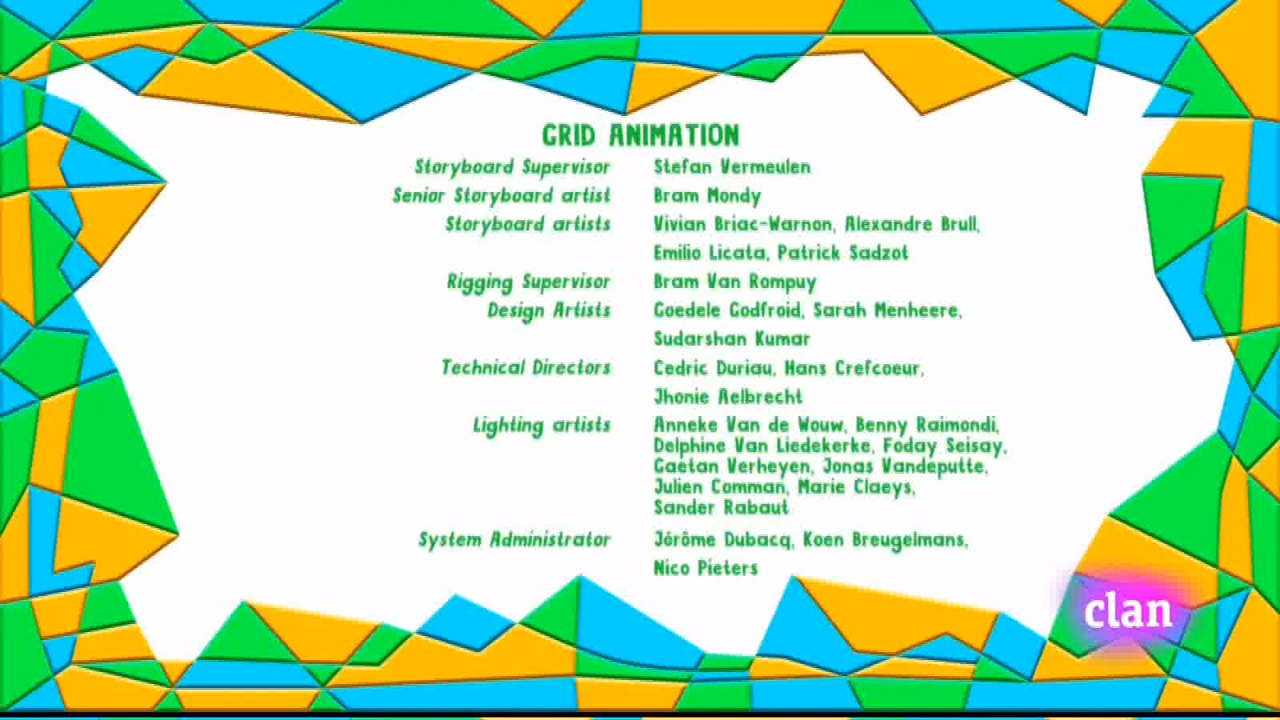 GRID ANIMATION
Storyboard Supervisor Stefan Vermeulen
Senior Storyboard artist Bram Mondy
Storyboard artists Vivian Briac-Warnon, Alexandre Brull,
Emilio Licata, Patrick Sadzot
Rigging Supervisor Bram Van Rompuy
Design Artists Goedele Godfroid, Sarah Menheere,
Sudarshan Kumar
Technical Directors Cedric Duriau, Hans Crefcoeur,
Jhonie Aelbrecht
Lighting artists Anneke Van de Wouw, Benny Raimondi,
Delphine Van Liedekerke, Foday Seisay,
Gaetan Verheyen, Jonas Vandeputte,
Julien Comman, Marie Claeys,
Sander Rabaut
System Administrator Jérôme Dubacq, Koen Breugelmans,
Nico Pieters
clan